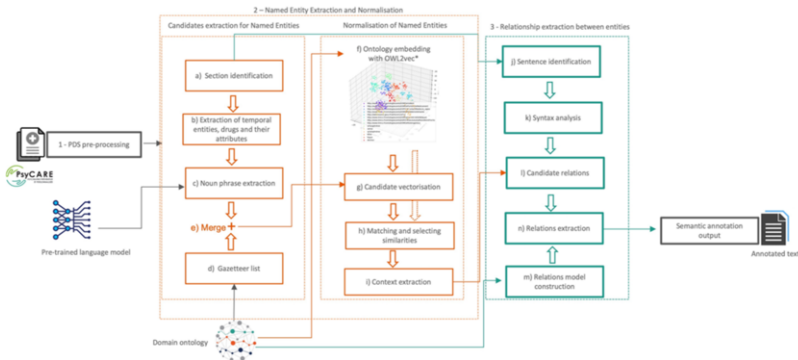 2 – Named Entity Extraction and Normalisation
Candidates extraction for Named Entities
Normalisation of Named Entities
3 - Relationship extraction between entities
a) Section identification
b) Extraction of temporal
entities, drugs and their
attributes
c) Noun phrase extraction
e) Merge +
d) Gazetteer list
1 - PDS pre-processing
PsyCARE
Pre-trained language model
Domain ontology
f) Ontology embedding
with OWL2vec*
g) Candidate vectorisation
h) Matching and selecting
similarities
i) Context extraction
j) Sentence identification
k) Syntax analysis
l) Candidate relations
n) Relations extraction
m) Relations model
construction
Semantic annotation
output
Annotated text